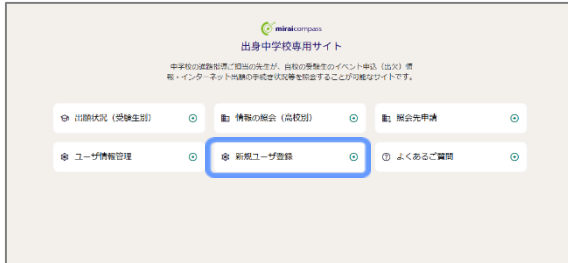 miraicompass
出身中学校専用サイト
中学校の進路指導ご担当の先生が、自校の受験生のイベント申込（出欠）情
報・インターネット出願の手続き状況等を照会することが可能なサイトです。
出願状況（受験生別）
情報の照会（高校別）
照会先申請
ユーザ情報管理
新規ユーザ登録
よくあるご質問